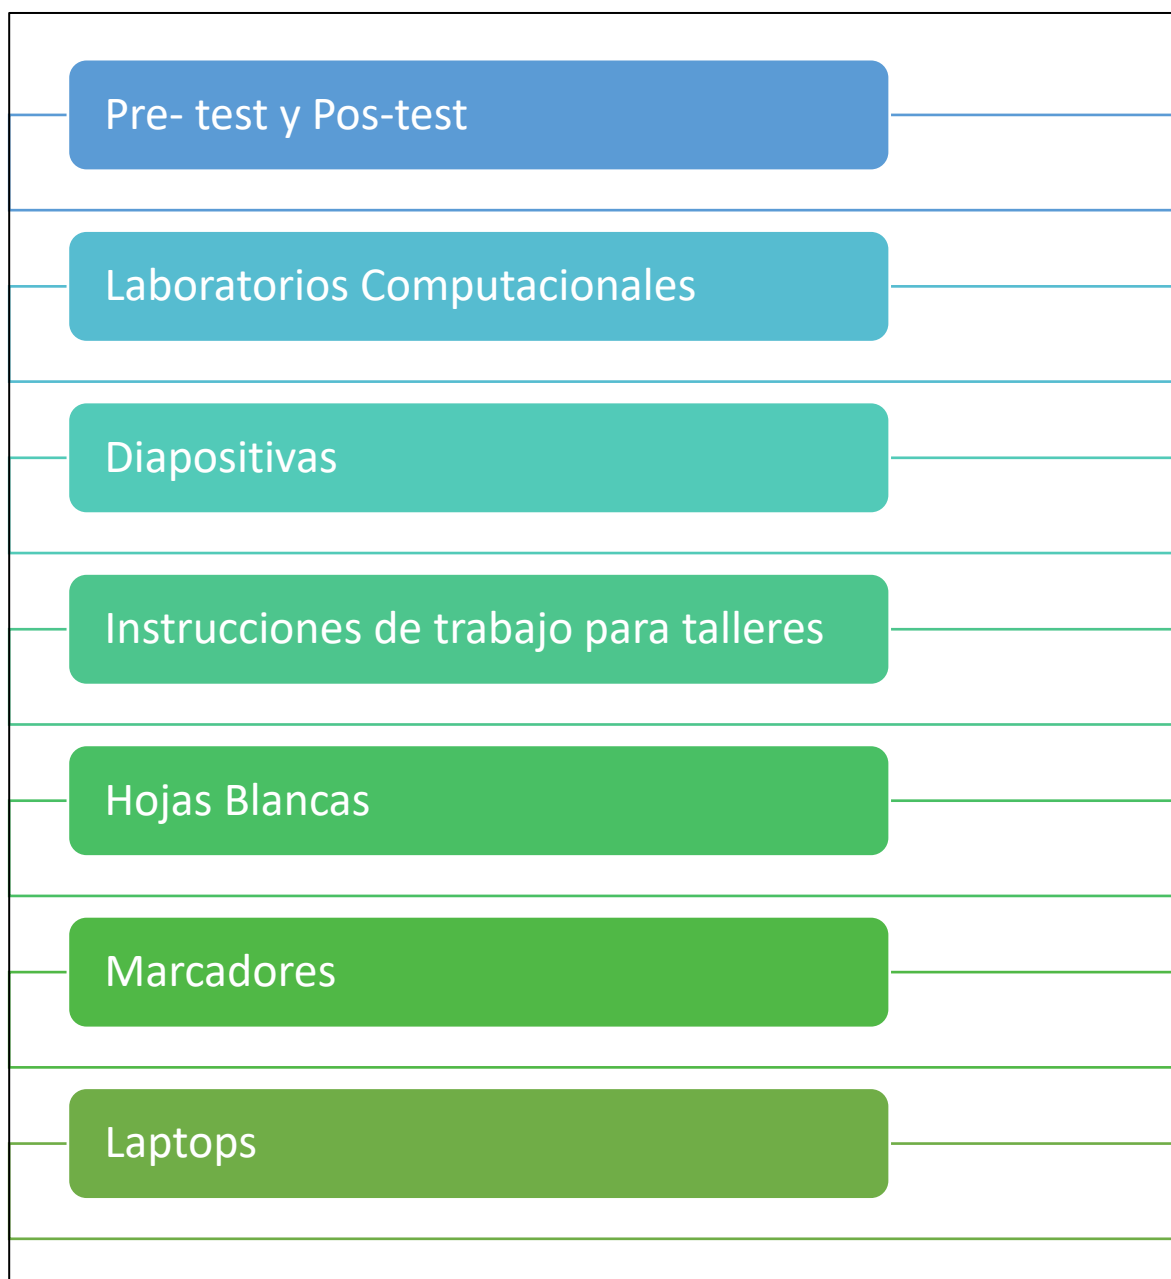 Pre- test y Pos-test
Laboratorios Computacionales
Diapositivas
Instrucciones de trabajo para talleres
Hojas Blancas
Marcadores
Laptops